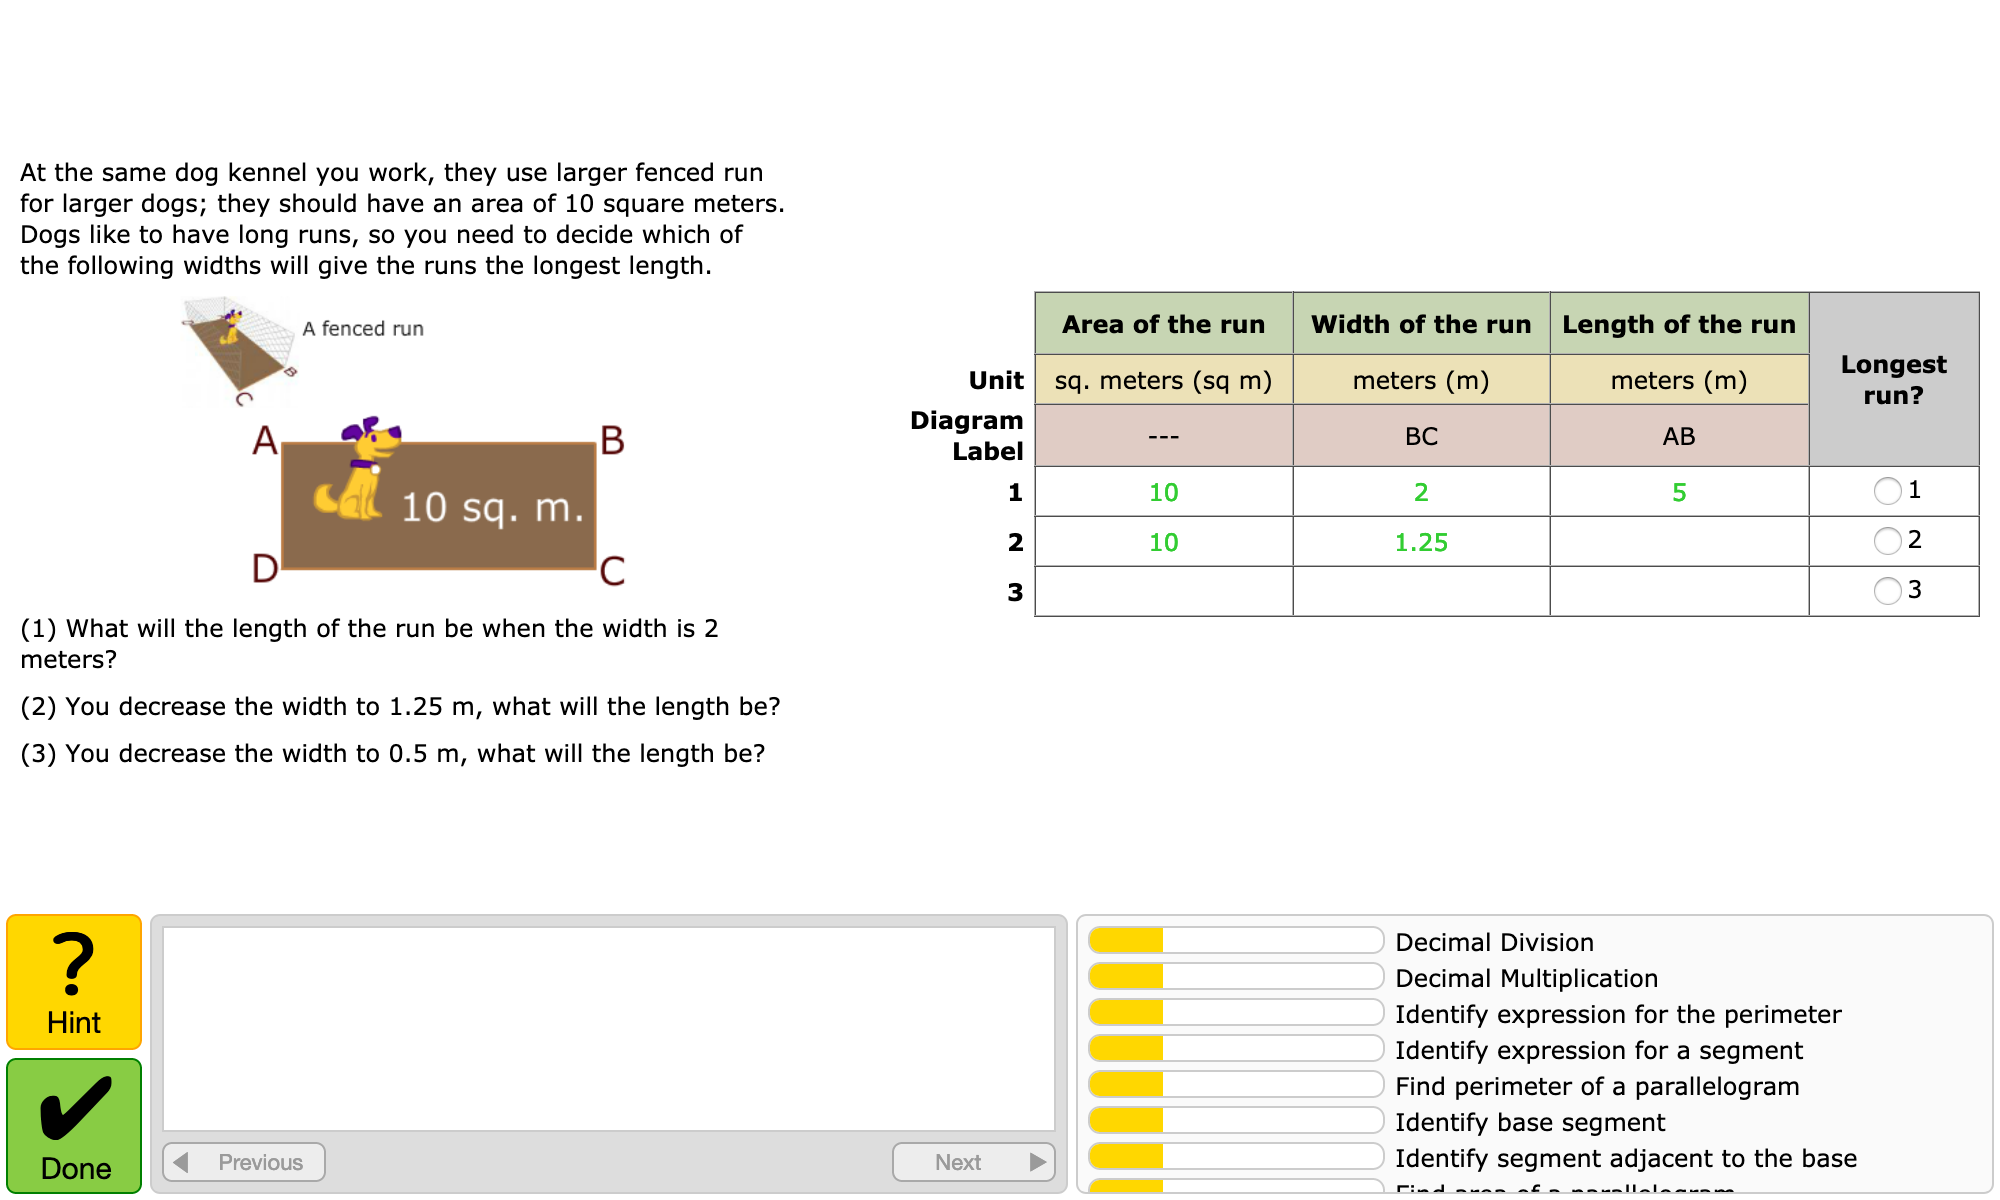 At the same dog kennel you work, they use larger fenced run
for larger dogs; they should have an area of 10 square meters.
Dogs like to have long runs, so you need to decide which of
the following widths will give the runs the longest length.
A fenced run
B
C
A
B
10 sq. m.
D
C
(1) What will the length of the run be when the width is 2
meters?
(2) You decrease the width to 1.25 m, what will the length be?
(3) You decrease the width to 0.5 m, what will the length be?
Area of the run Width of the run Length of the run Longest run?
Unit sq. meters (sq m) meters (m) meters (m)
Diagram Label --- BC AB
1 10 2 5 1
2 10 1.25 2
3 3
?
Hint
Done
Previous Next
Decimal Division
Decimal Multiplication
Identify expression for the perimeter
Identify expression for a segment
Find perimeter of a parallelogram
Identify base segment
Identify segment adjacent to the base
Find area of a parallelogram